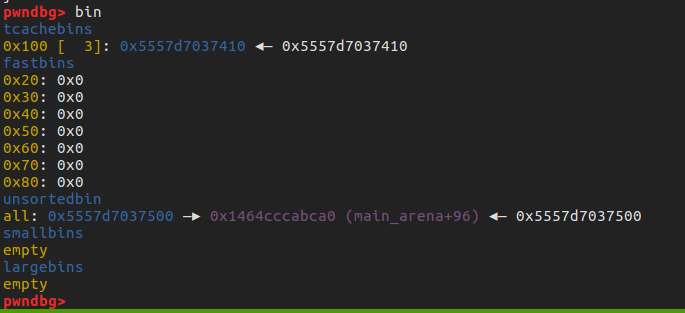 pwndbg> bin
tcachebins
0x100 [  3]: 0x5557d7037410 ◂— 0x5557d7037410
fastbins
0x20: 0x0
0x30: 0x0
0x40: 0x0
0x50: 0x0
0x60: 0x0
0x70: 0x0
0x80: 0x0
unsortedbin
all: 0x5557d7037500 —▸ 0x1464cccabca0 (main_arena+96) ◂— 0x5557d7037500
smallbins
empty
largebins
empty
pwndbg>